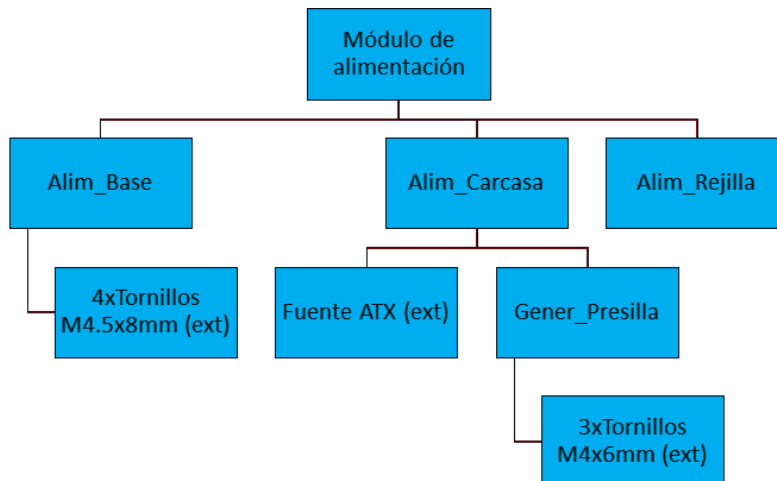 Módulo de
alimentación
Alim_Base
Alim_Carcasa
Alim_Rejilla
4xTornillos
M4.5x8mm (ext)
Fuente ATX (ext)
Gener_Presilla
3xTornillos
M4x6mm (ext)